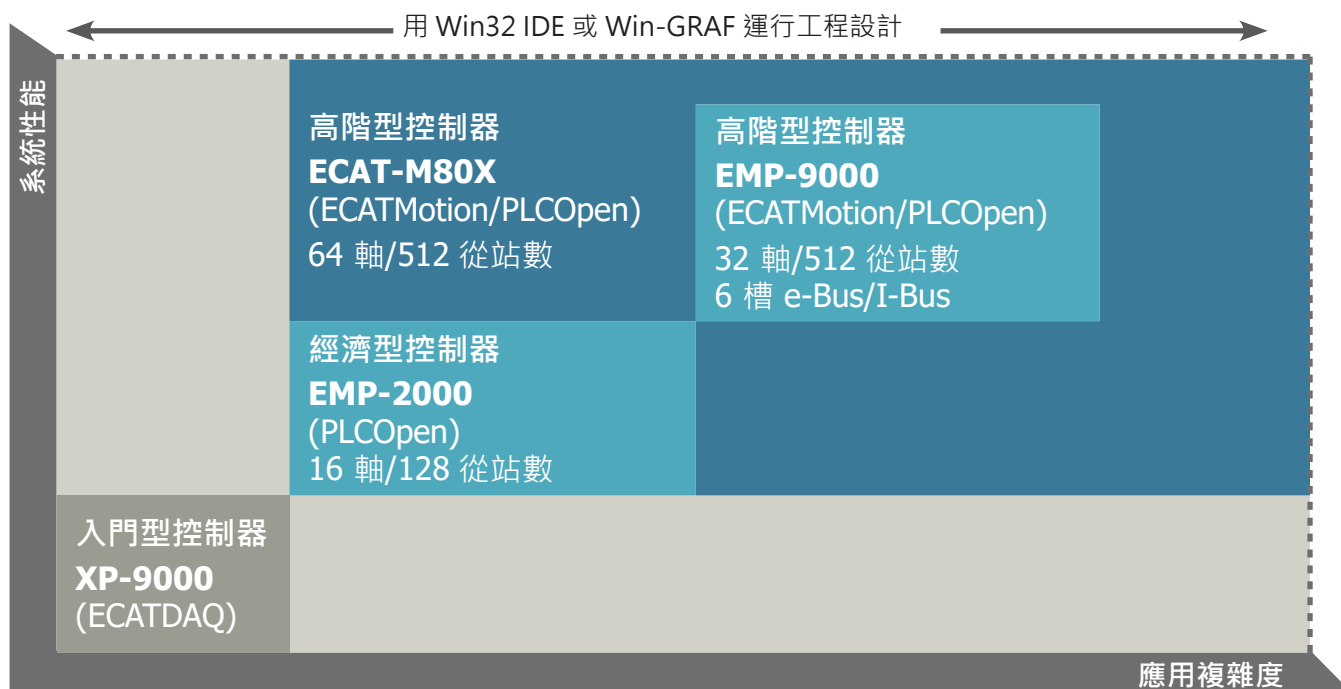 用 Win32 IDE 或 Win-GRAF 運行工程設計
系統性能
高階型控制器
ECAT-M80X
(ECATMotion/PLCOpen)
64 軸/512 從站數
高階型控制器
EMP-9000
(ECATMotion/PLCOpen)
32 軸/512 從站數
6 槽 e-Bus/I-Bus
經濟型控制器
EMP-2000
(PLCOpen)
16 軸/128 從站數
入門型控制器
XP-9000
(ECATDAQ)
應用複雜度